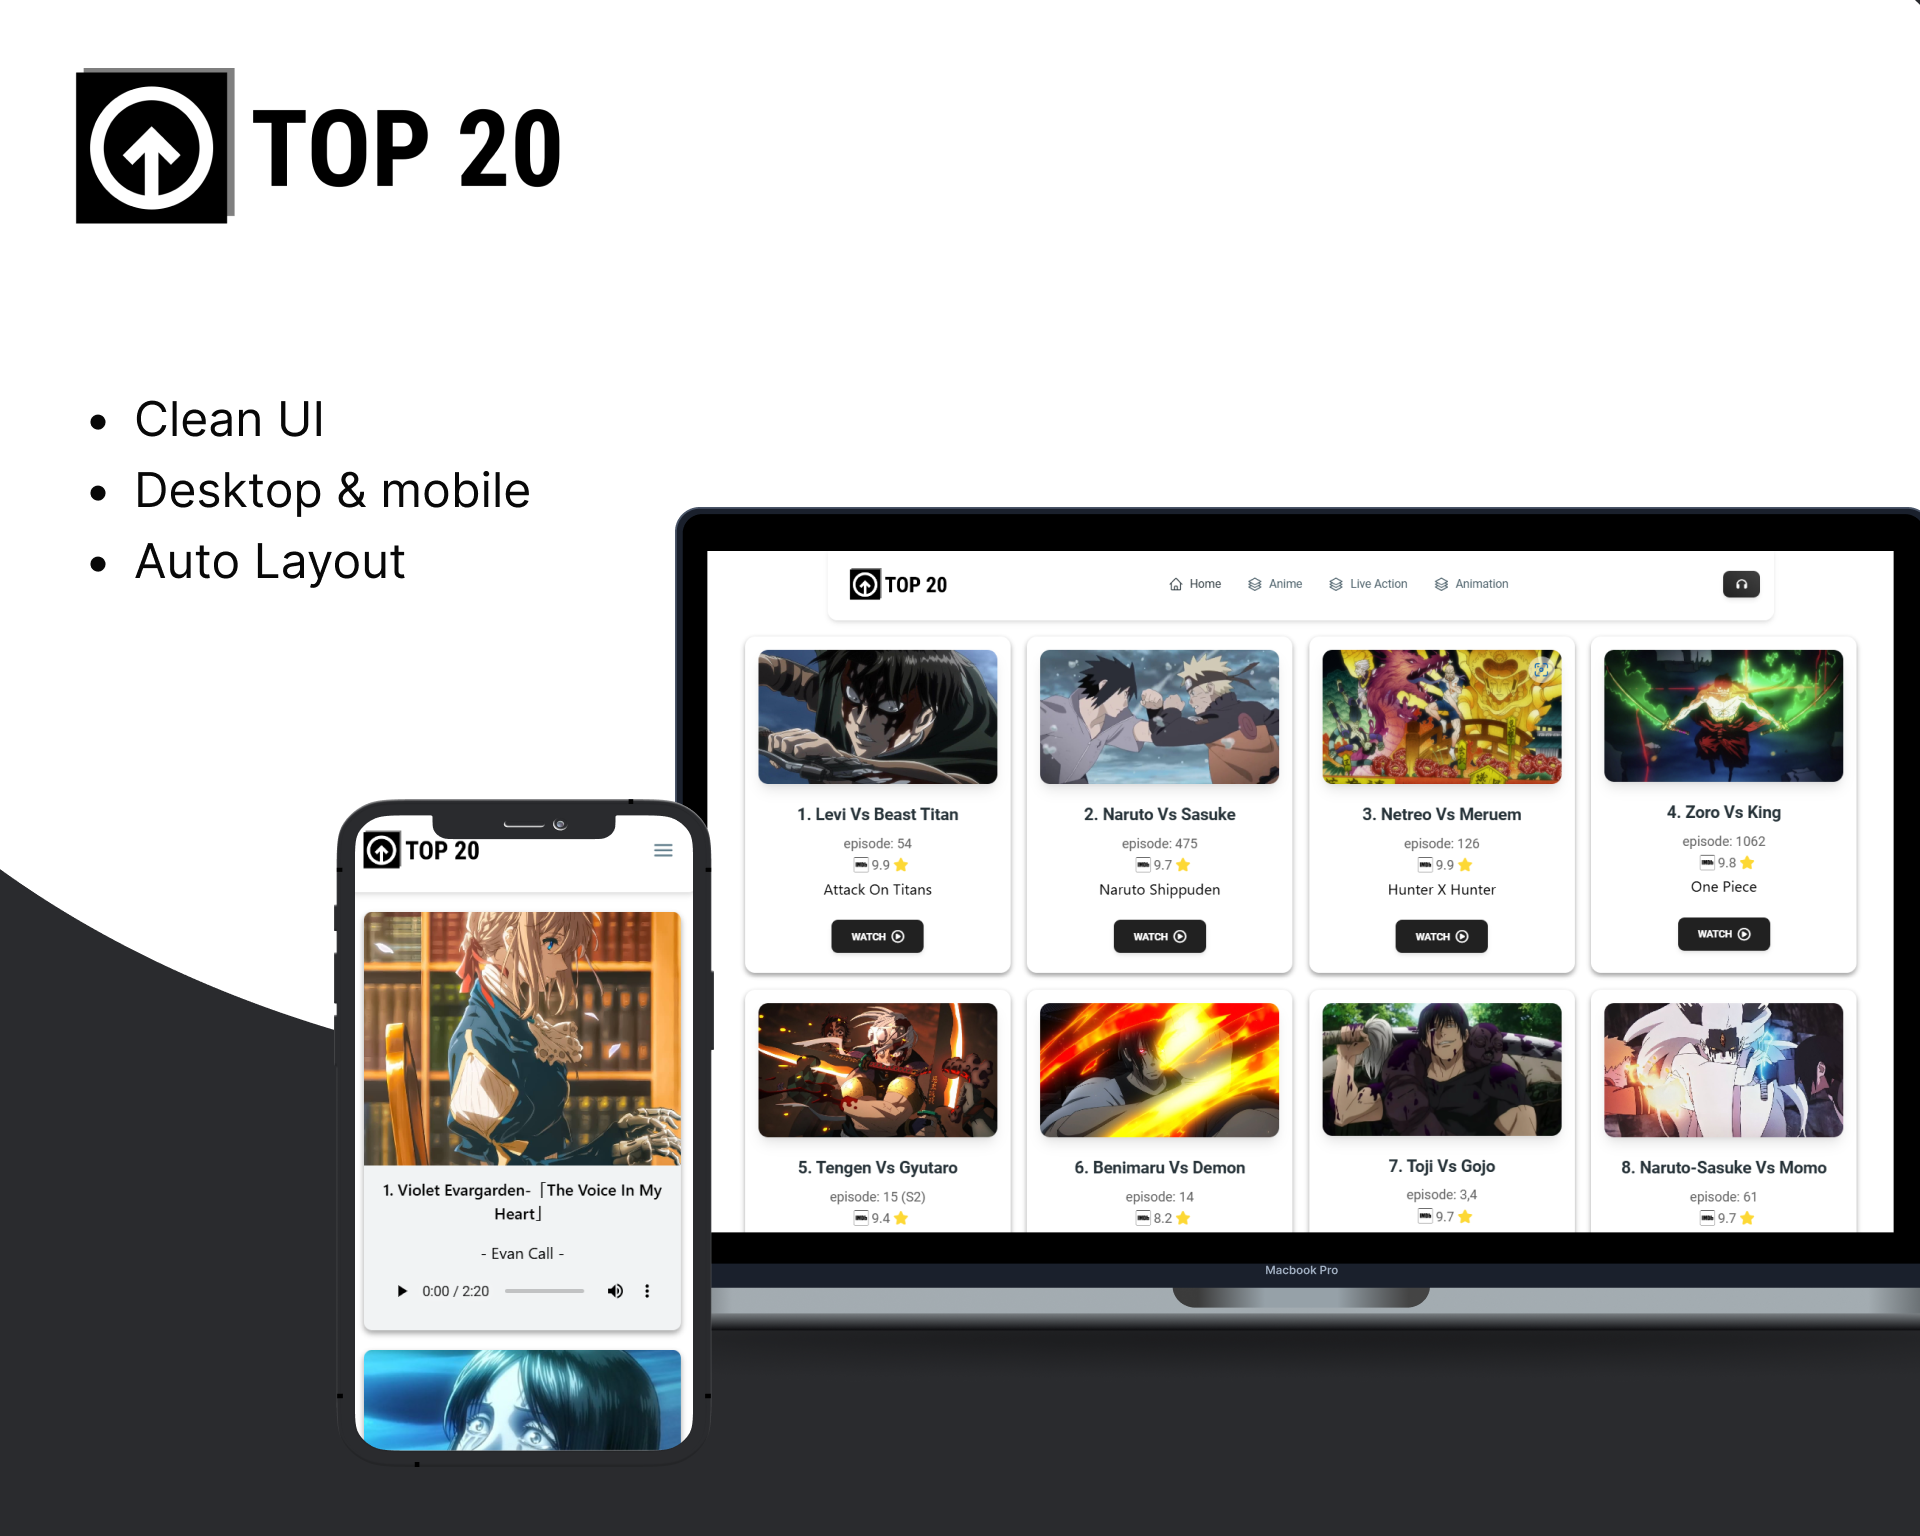 TOP 20
• Clean UI
• Desktop & mobile
• Auto Layout
TOP 20
Home Anime Live Action Animation
1. Levi Vs Beast Titan
episode: 54
9.9
Attack On Titans
WATCH
2. Naruto Vs Sasuke
episode: 475
9.7
Naruto Shippuden
WATCH
3. Netreo Vs Meruem
episode: 126
9.9
Hunter X Hunter
WATCH
4. Zoro Vs King
episode: 1062
9.8
One Piece
WATCH
5. Tengen Vs Gyutaro
episode: 15 (S2)
9.4
6. Benimaru Vs Demon
episode: 14
8.2
7. Toji Vs Gojo
episode: 3,4
9.7
8. Naruto-Sasuke Vs Momo
episode: 61
9.7
Macbook Pro
TOP 20
1. Violet Evargarden-「The Voice In My
Heart」
- Evan Call -
0:00 / 2:20